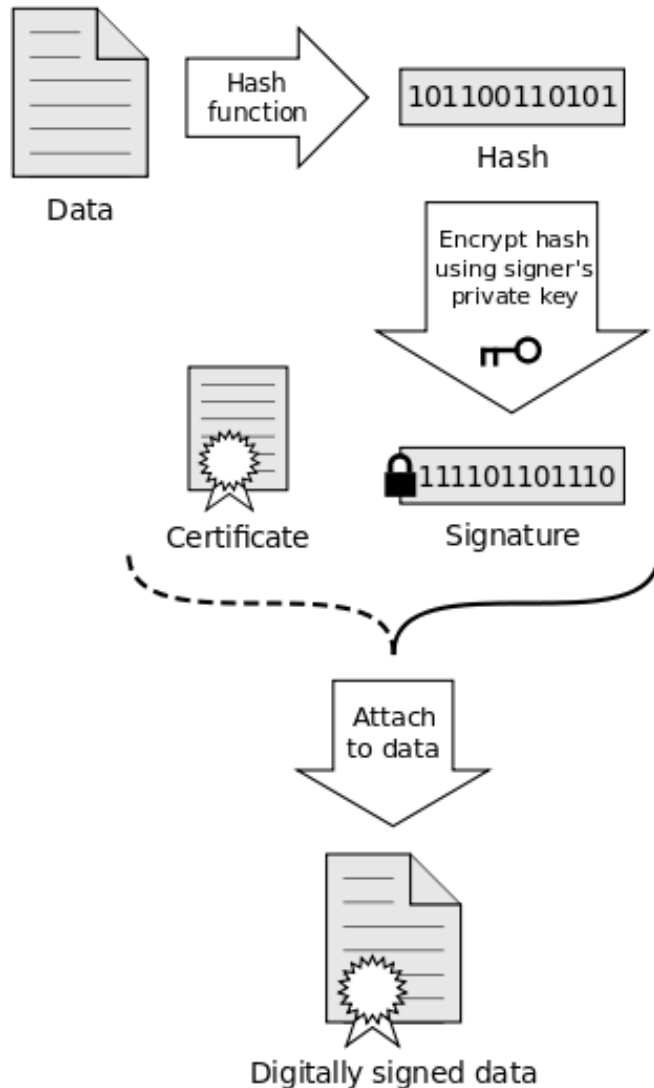 Hash
function
101100110101
Hash
Data
Encrypt hash
using signer's
private key
111101101110
Certificate
Signature
Attach
to data
Digitally signed data